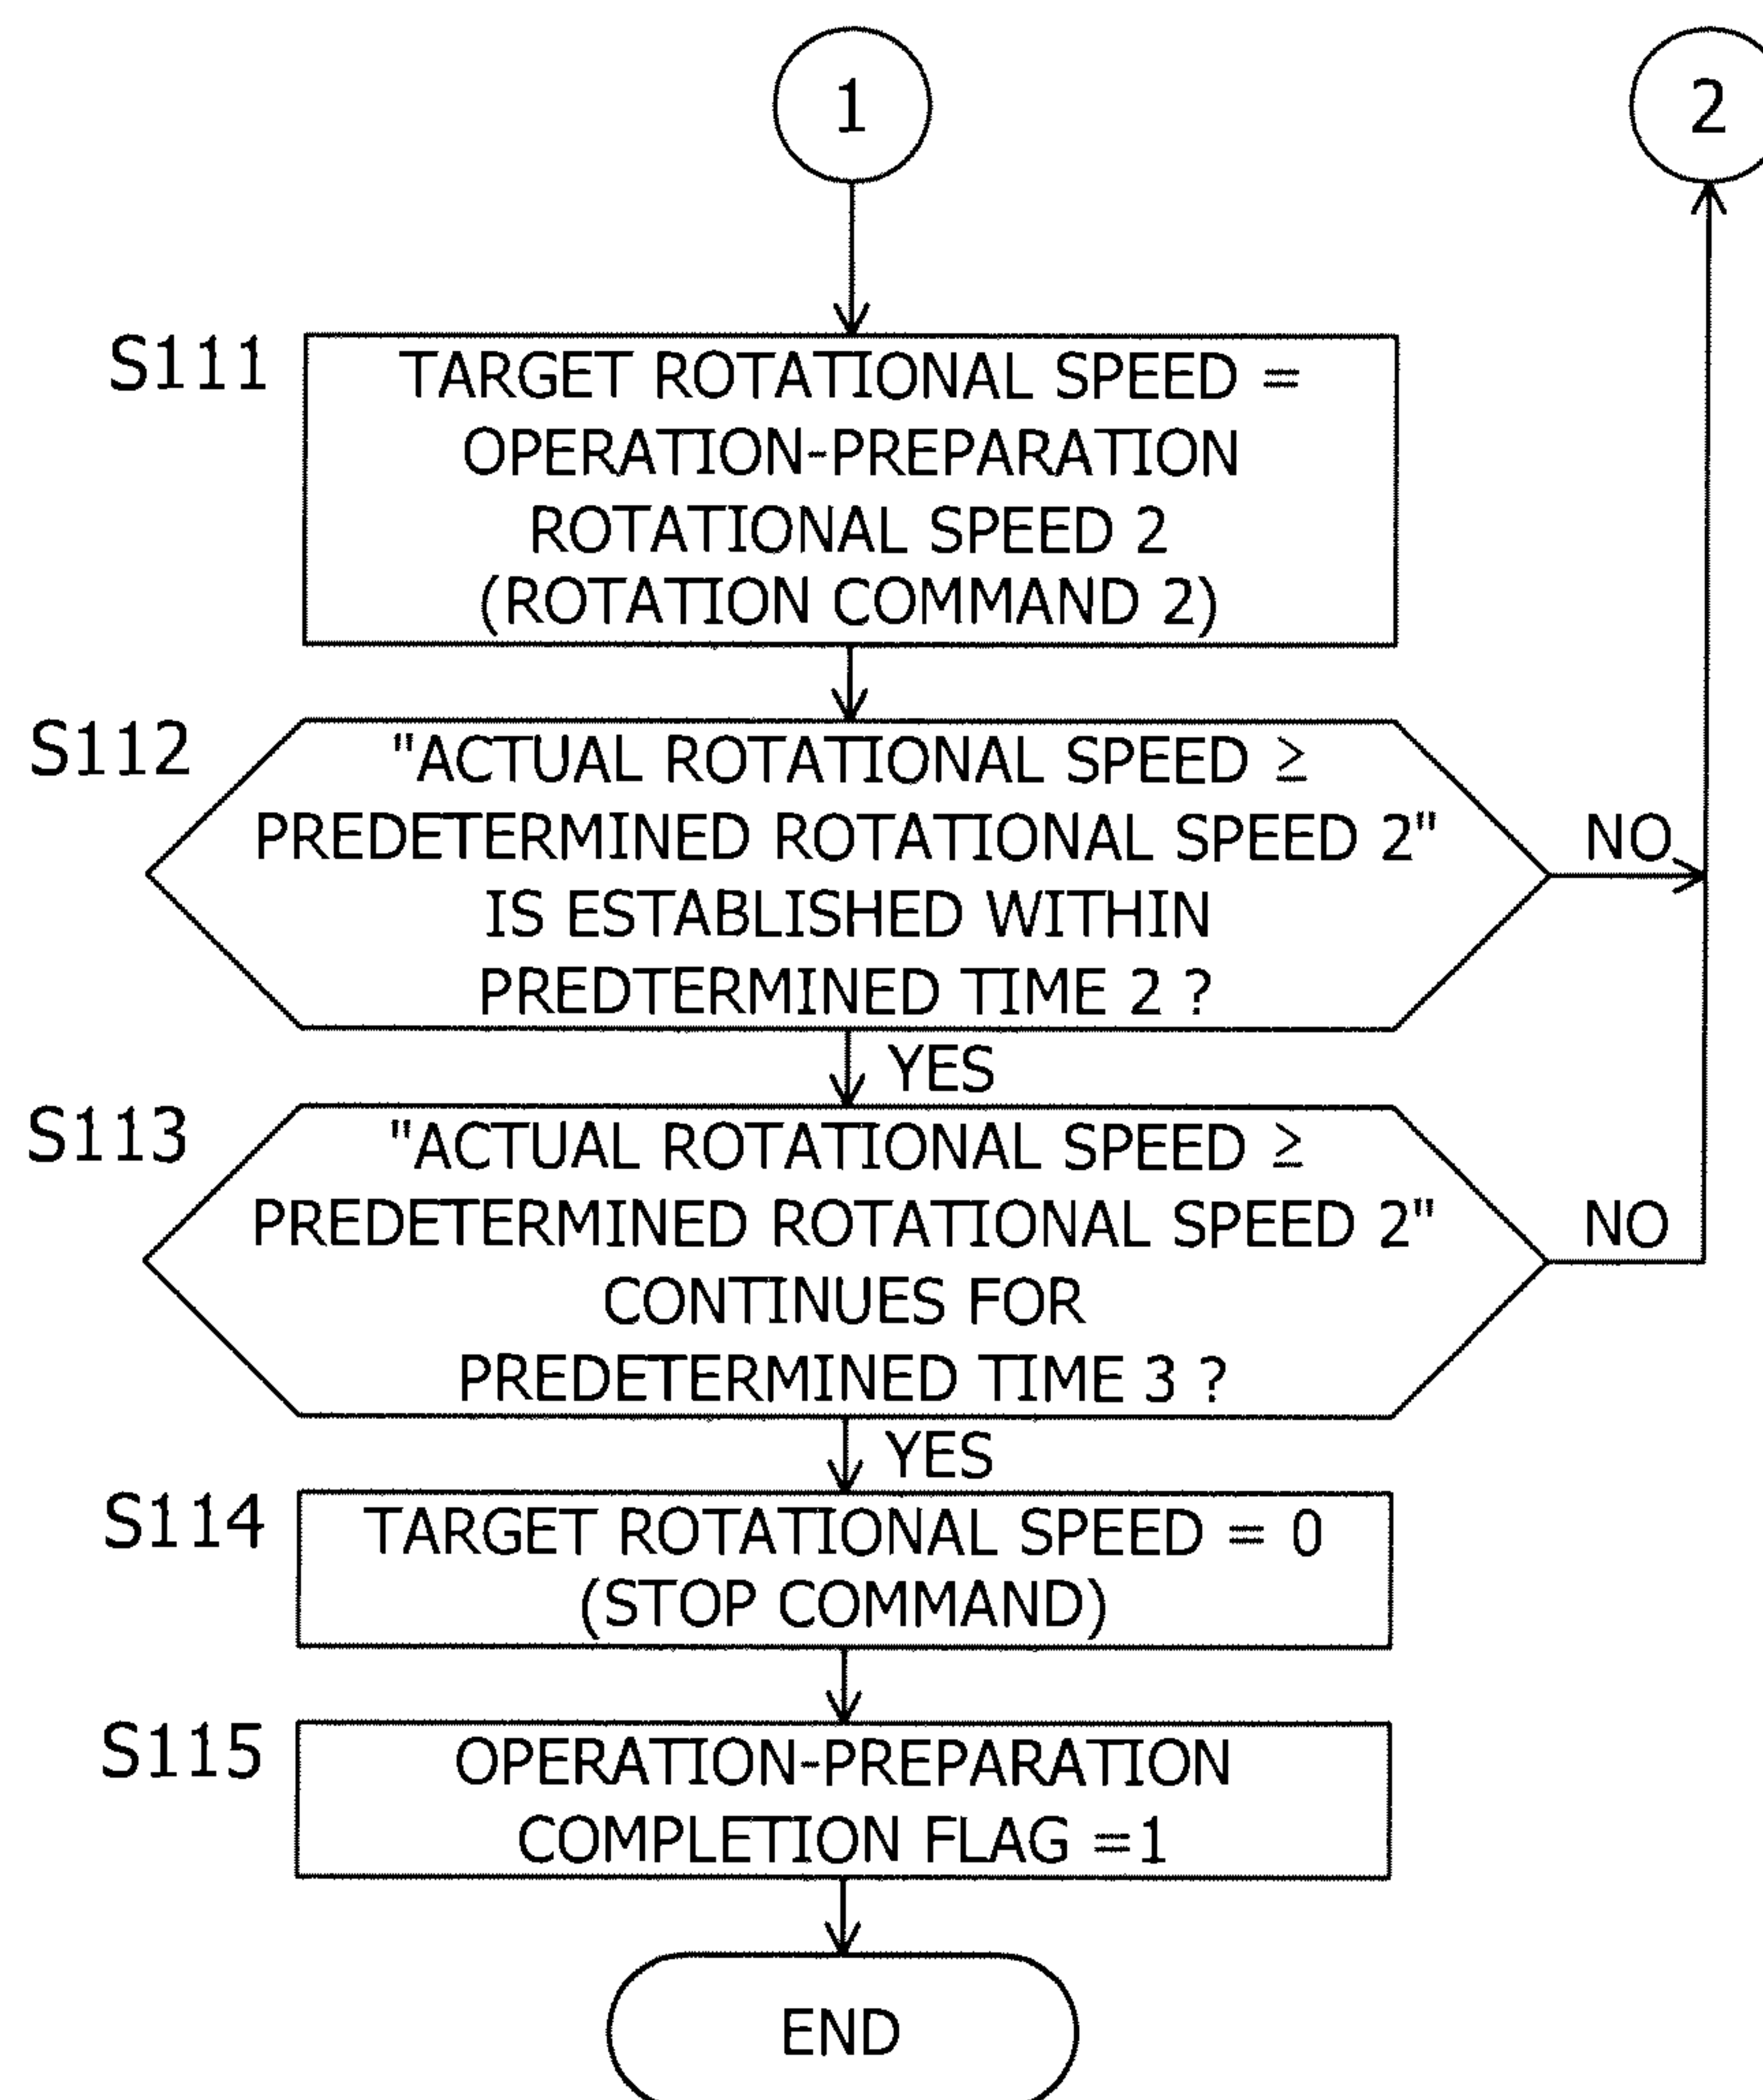 1
2
S111
TARGET ROTATIONAL SPEED =
OPERATION-PREPARATION
ROTATIONAL SPEED 2
(ROTATION COMMAND 2)
S112
"ACTUAL ROTATIONAL SPEED ≥
PREDETERMINED ROTATIONAL SPEED 2"
IS ESTABLISHED WITHIN
PREDTERMINED TIME 2 ?
NO
YES
S113
"ACTUAL ROTATIONAL SPEED ≥
PREDETERMINED ROTATIONAL SPEED 2"
CONTINUES FOR
PREDETERMINED TIME 3 ?
NO
YES
S114
TARGET ROTATIONAL SPEED = 0
(STOP COMMAND)
S115
OPERATION-PREPARATION
COMPLETION FLAG =1
END